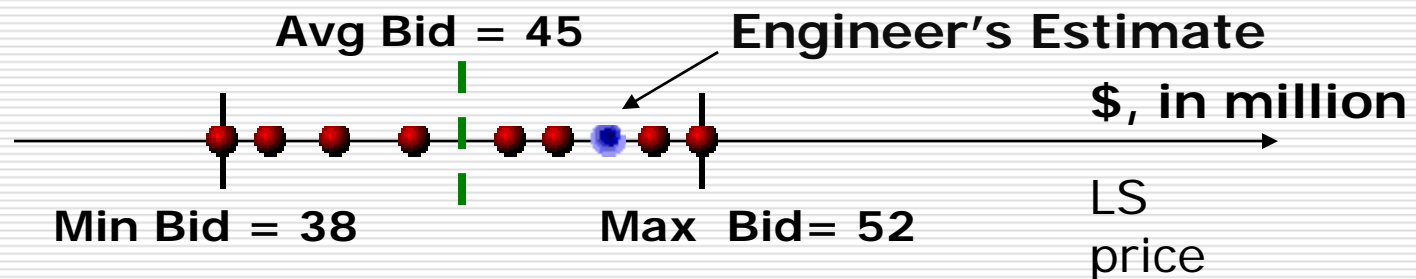 Avg Bid = 45
Engineer's Estimate
$, in million
Min Bid = 38
Max Bid= 52
LS
price